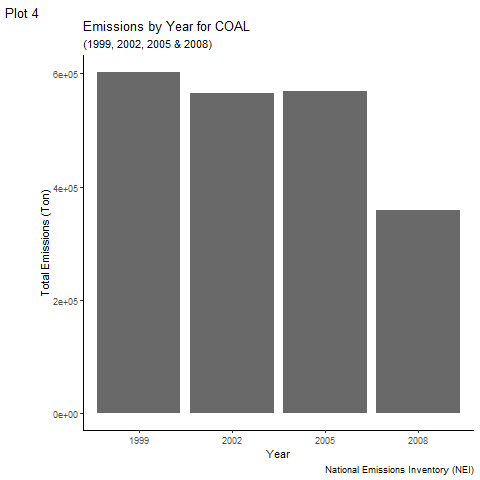 Plot 4
Emissions by Year for COAL
(1999, 2002, 2005 & 2008)
6e+05
4e+05
2e+05
0e+00
Total Emissions (Ton)
1999 2002 2005 2008
Year
National Emissions Inventory (NEI)